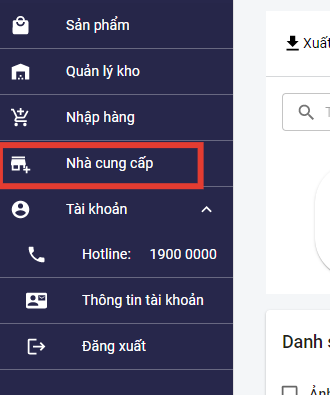 Sản phẩm
Xuất
Quản lý kho
Nhập hàng
T
Nhà cung cấp
Tài khoản
Hotline: 1900 0000
Thông tin tài khoản
Danh s
Đăng xuất
Ảnh